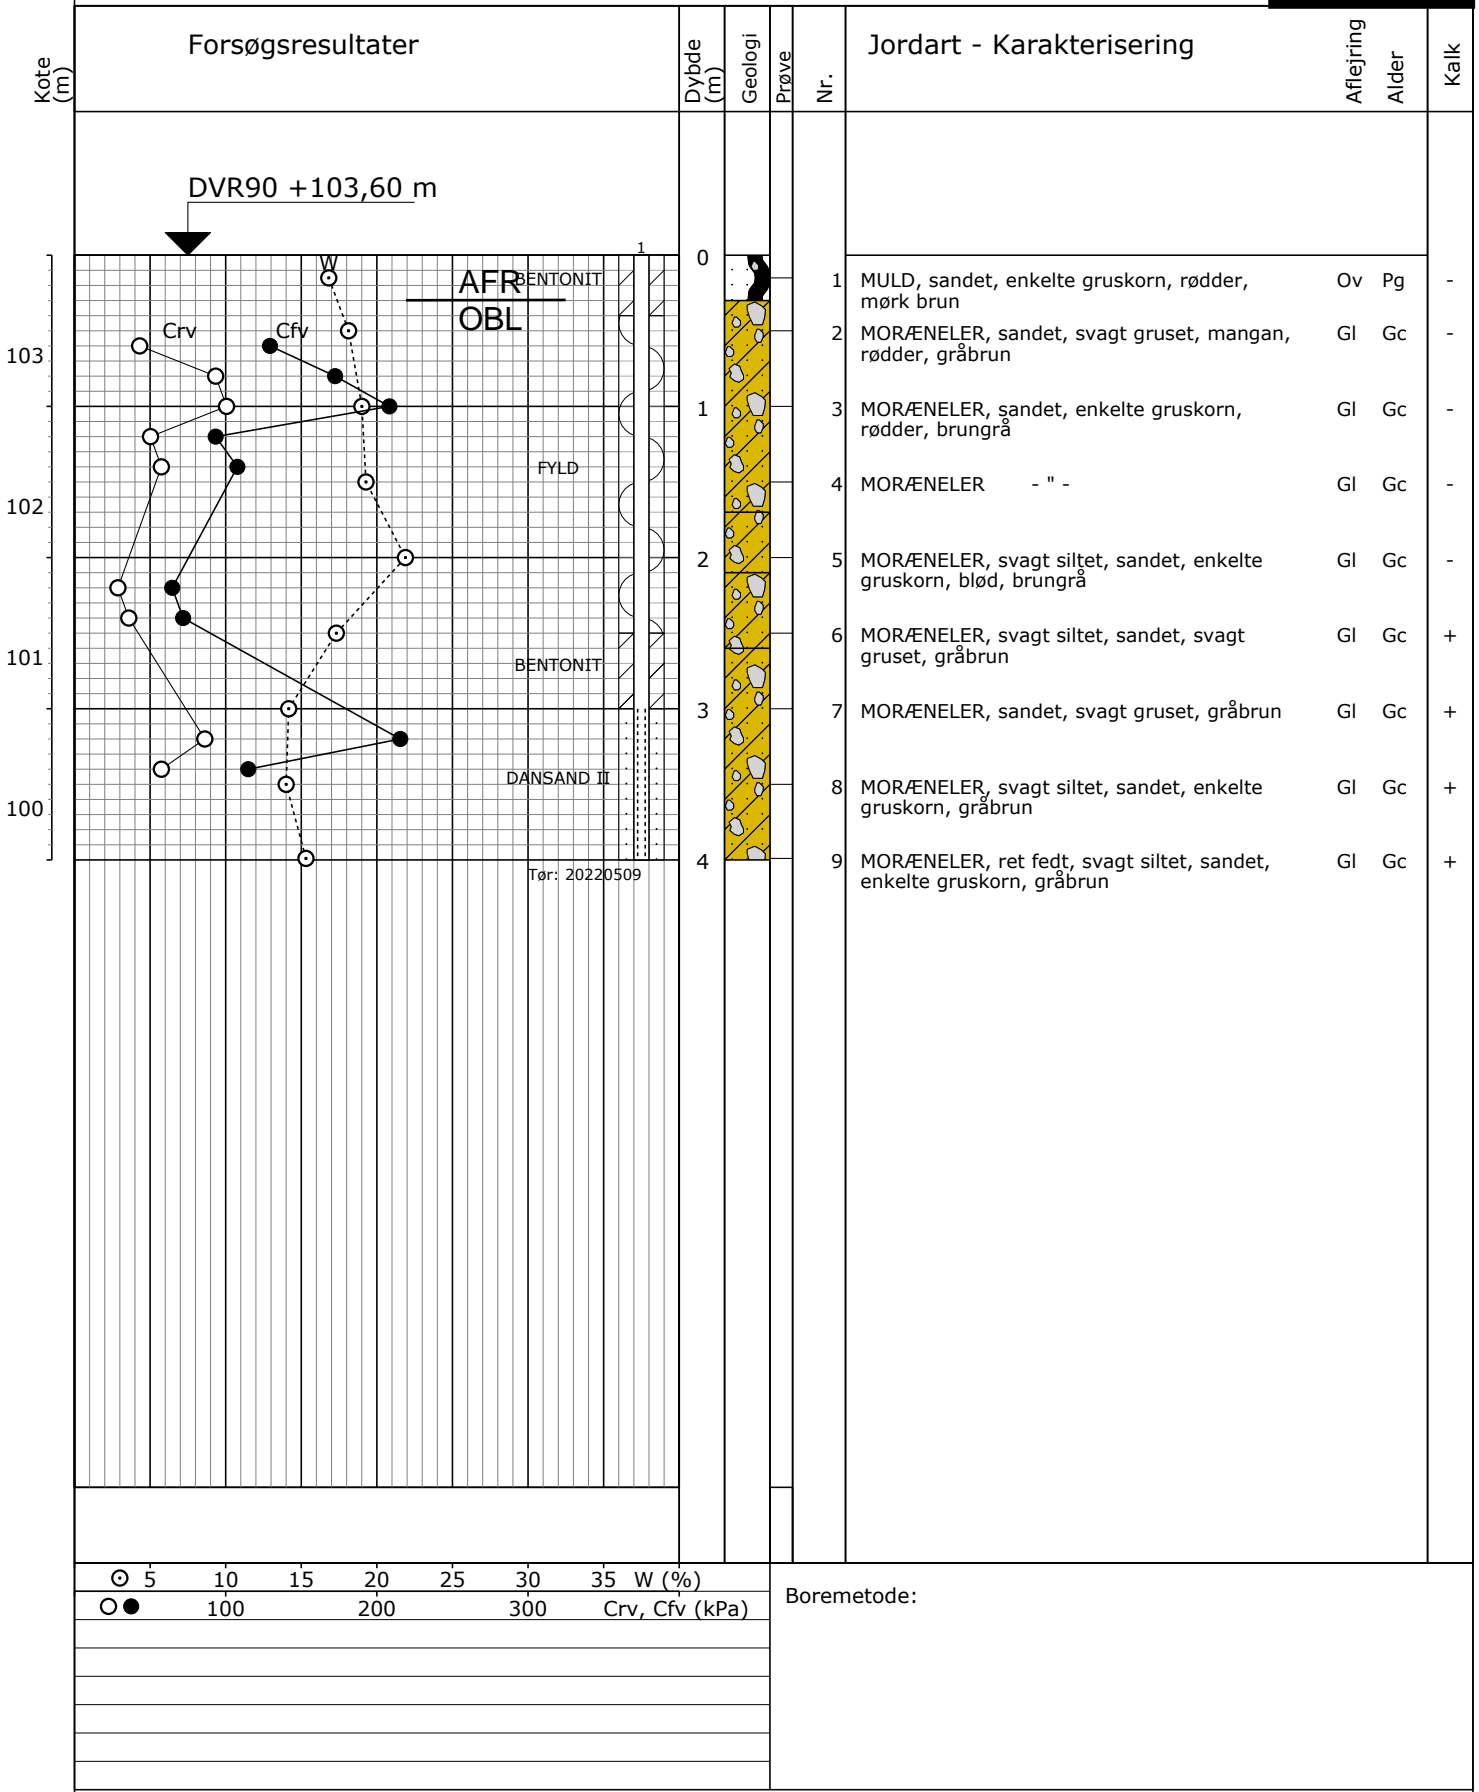 Kote
(m)
Forsøgsresultater
Dybde
(m)
Geologi
Prøve
Nr.
Jordart - Karakterisering
Aflejring
Alder
Kalk
DVR90 +103,60 m
1
0
W
AFR
BENTONIT
OBL
1 MULD, sandet, enkelte gruskorn, rødder, Ov Pg -
mørk brun
Crv
Cfv
2 MORÆNELER, sandet, svagt gruset, mangan, Gl Gc -
rødder, gråbrun
103
1
3 MORÆNELER, sandet, enkelte gruskorn, Gl Gc -
rødder, brungrå
FYLD
4 MORÆNELER - " - Gl Gc -
102
2
5 MORÆNELER, svagt siltet, sandet, enkelte Gl Gc -
gruskorn, blød, brungrå
6 MORÆNELER, svagt siltet, sandet, svagt Gl Gc +
gruset, gråbrun
101
BENTONIT
3
7 MORÆNELER, sandet, svagt gruset, gråbrun Gl Gc +
DANSAND II
8 MORÆNELER, svagt siltet, sandet, enkelte Gl Gc +
gruskorn, gråbrun
100
4
9 MORÆNELER, ret fedt, svagt siltet, sandet, Gl Gc +
enkelte gruskorn, gråbrun
Tør: 20220509
5 10 15 20 25 30 35 W (%)
100 200 300 Crv, Cfv (kPa)
Boremetode: